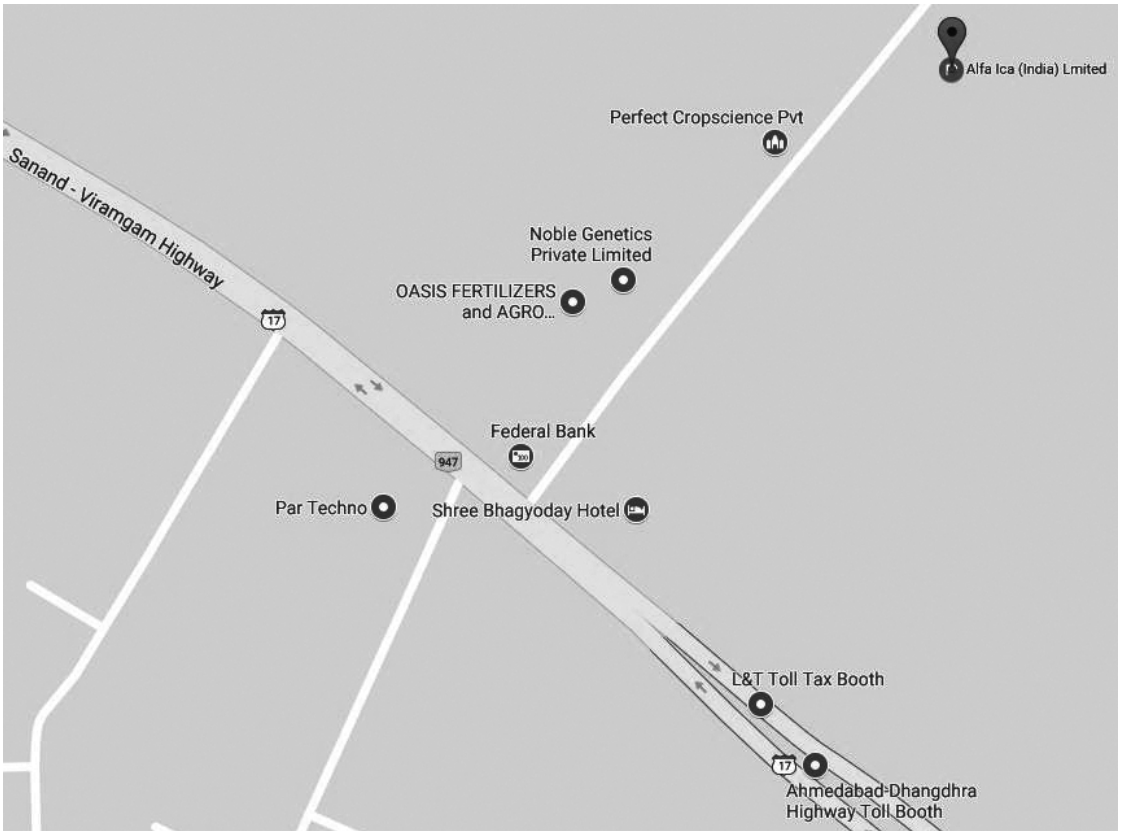 Alfa Ica (India) Lmited
Perfect Cropscience Pvt
Sanand - Viramgam Highway
Noble Genetics
Private Limited
OASIS FERTILIZERS
and AGRO...
17
Federal Bank
947
Par Techno
Shree Bhagyoday Hotel
L&T Toll Tax Booth
17
Ahmedabad-Dhangdhra
Highway Toll Booth